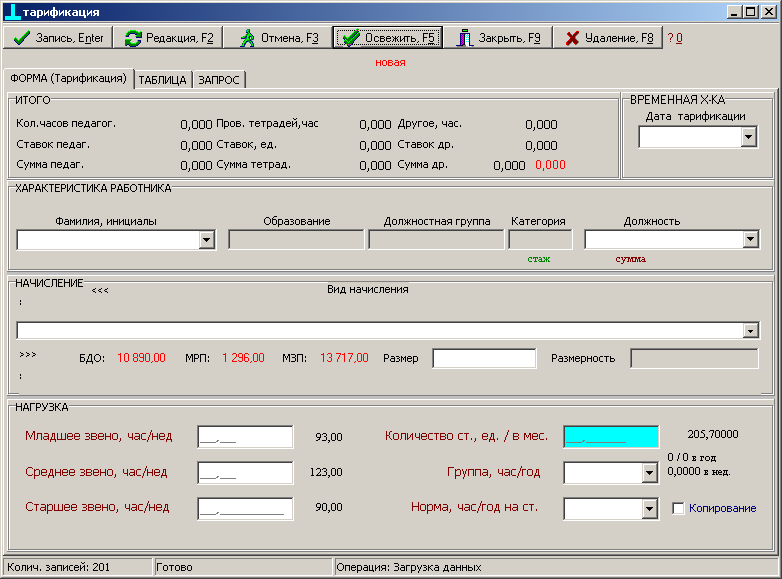 тарификация
Запись, Enter Редакция, F2 Отмена, F3 Освежить, F5 Закрыть, F9 Удаление, F8 ? 0
новая
ФОРМА (Тарификация) ТАБЛИЦА ЗАПРОС
ИТОГО ВРЕМЕННАЯ Х-КА
Кол.часов педагог. 0,000 Пров. тетрадей,час 0,000 Другое, час. 0,000 Дата тарификации
Ставок педаг. 0,000 Ставок, ед. 0,000 Ставок др. 0,000
Сумма педаг. 0,000 Сумма тетрад. 0,000 Сумма др. 0,000 0,000
ХАРАКТЕРИСТИКА РАБОТНИКА
Фамилия, инициалы Образование Должностная группа Категория Должность
стаж сумма
НАЧИСЛЕНИЕ <<< Вид начисления
:
>>> БДО: 10 890,00 МРП: 1 296,00 МЗП: 13 717,00 Размер Размерность
:
НАГРУЗКА
Младшее звено, час/нед __,__ 93,00 Количество ст., ед. / в мес. __,______ 205,70000
0 / 0 в год
Среднее звено, час/нед __,__ 123,00 Группа, час/год 0,0000 в нед.
Старшее звено, час/нед __,__________ 90,00 Норма, час/год на ст. Копирование
Колич. записей: 201 Готово Операция: Загрузка данных